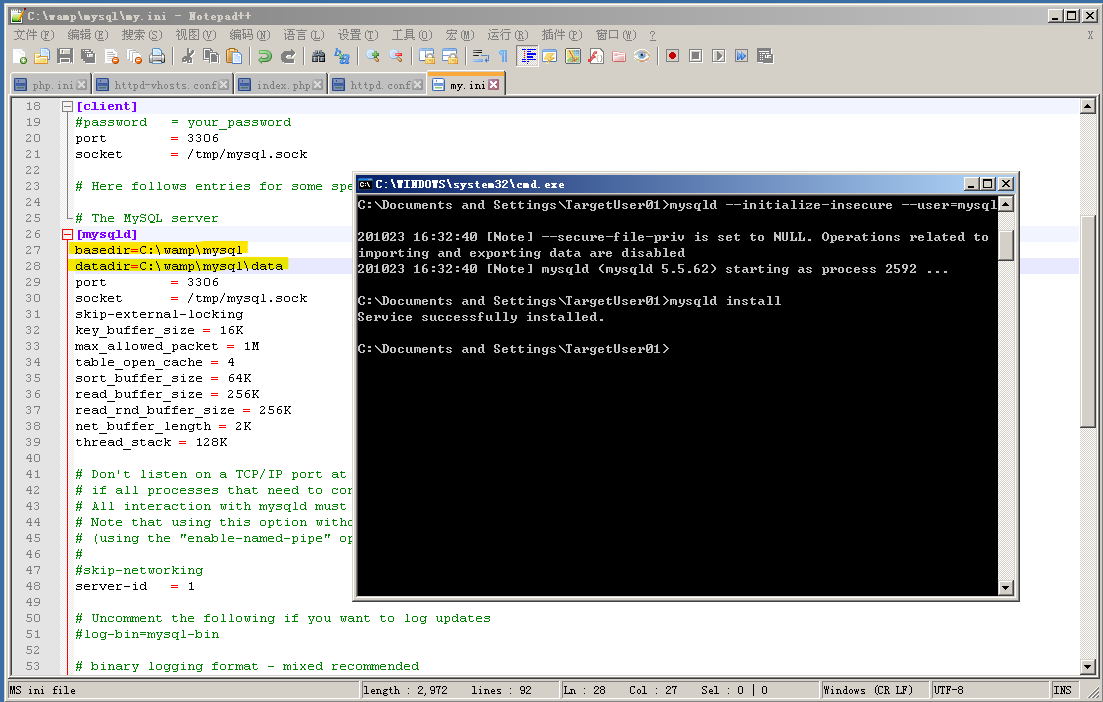 C:\wamp\mysql\my.ini - Notepad++
文件(F) 编辑(E) 搜索(S) 视图(V) 编码(N) 语言(L) 设置(T) 工具(O) 宏(M) 运行(R) 插件(P) 窗口(W) ? X
php.ini httpd-vhosts.conf index.php httpd.conf my.ini
18 [client]
19 #password = your_password
20 port = 3306
21 socket = /tmp/mysql.sock
22
23 # Here follows entries for some spe
24
25 # The MySQL server
26 [mysqld]
27 basedir=C:\wamp\mysql
28 datadir=C:\wamp\mysql\data
29 port = 3306
30 socket = /tmp/mysql.sock
31 skip-external-locking
32 key_buffer_size = 16K
33 max_allowed_packet = 1M
34 table_open_cache = 4
35 sort_buffer_size = 64K
36 read_buffer_size = 256K
37 read_rnd_buffer_size = 256K
38 net_buffer_length = 2K
39 thread_stack = 128K
40
41 # Don't listen on a TCP/IP port at
42 # if all processes that need to cor
43 # All interaction with mysqld must
44 # Note that using this option witho
45 # (using the "enable-named-pipe" op
46 #
47 #skip-networking
48 server-id = 1
49
50 # Uncomment the following if you want to log updates
51 #log-bin=mysql-bin
52
53 # binary logging format - mixed recommended
C:\WINDOWS\system32\cmd.exe
C:\Documents and Settings\TargetUser01>mysqld --initialize-insecure --user=mysql
201023 16:32:40 [Note] --secure-file-priv is set to NULL. Operations related to
importing and exporting data are disabled
201023 16:32:40 [Note] mysqld (mysqld 5.5.62) starting as process 2592 ...
C:\Documents and Settings\TargetUser01>mysqld install
Service successfully installed.
C:\Documents and Settings\TargetUser01>
MS ini file length : 2,972 lines : 92 Ln : 28 Col : 27 Sel : 0 | 0 Windows (CR LF) UTF-8 INS